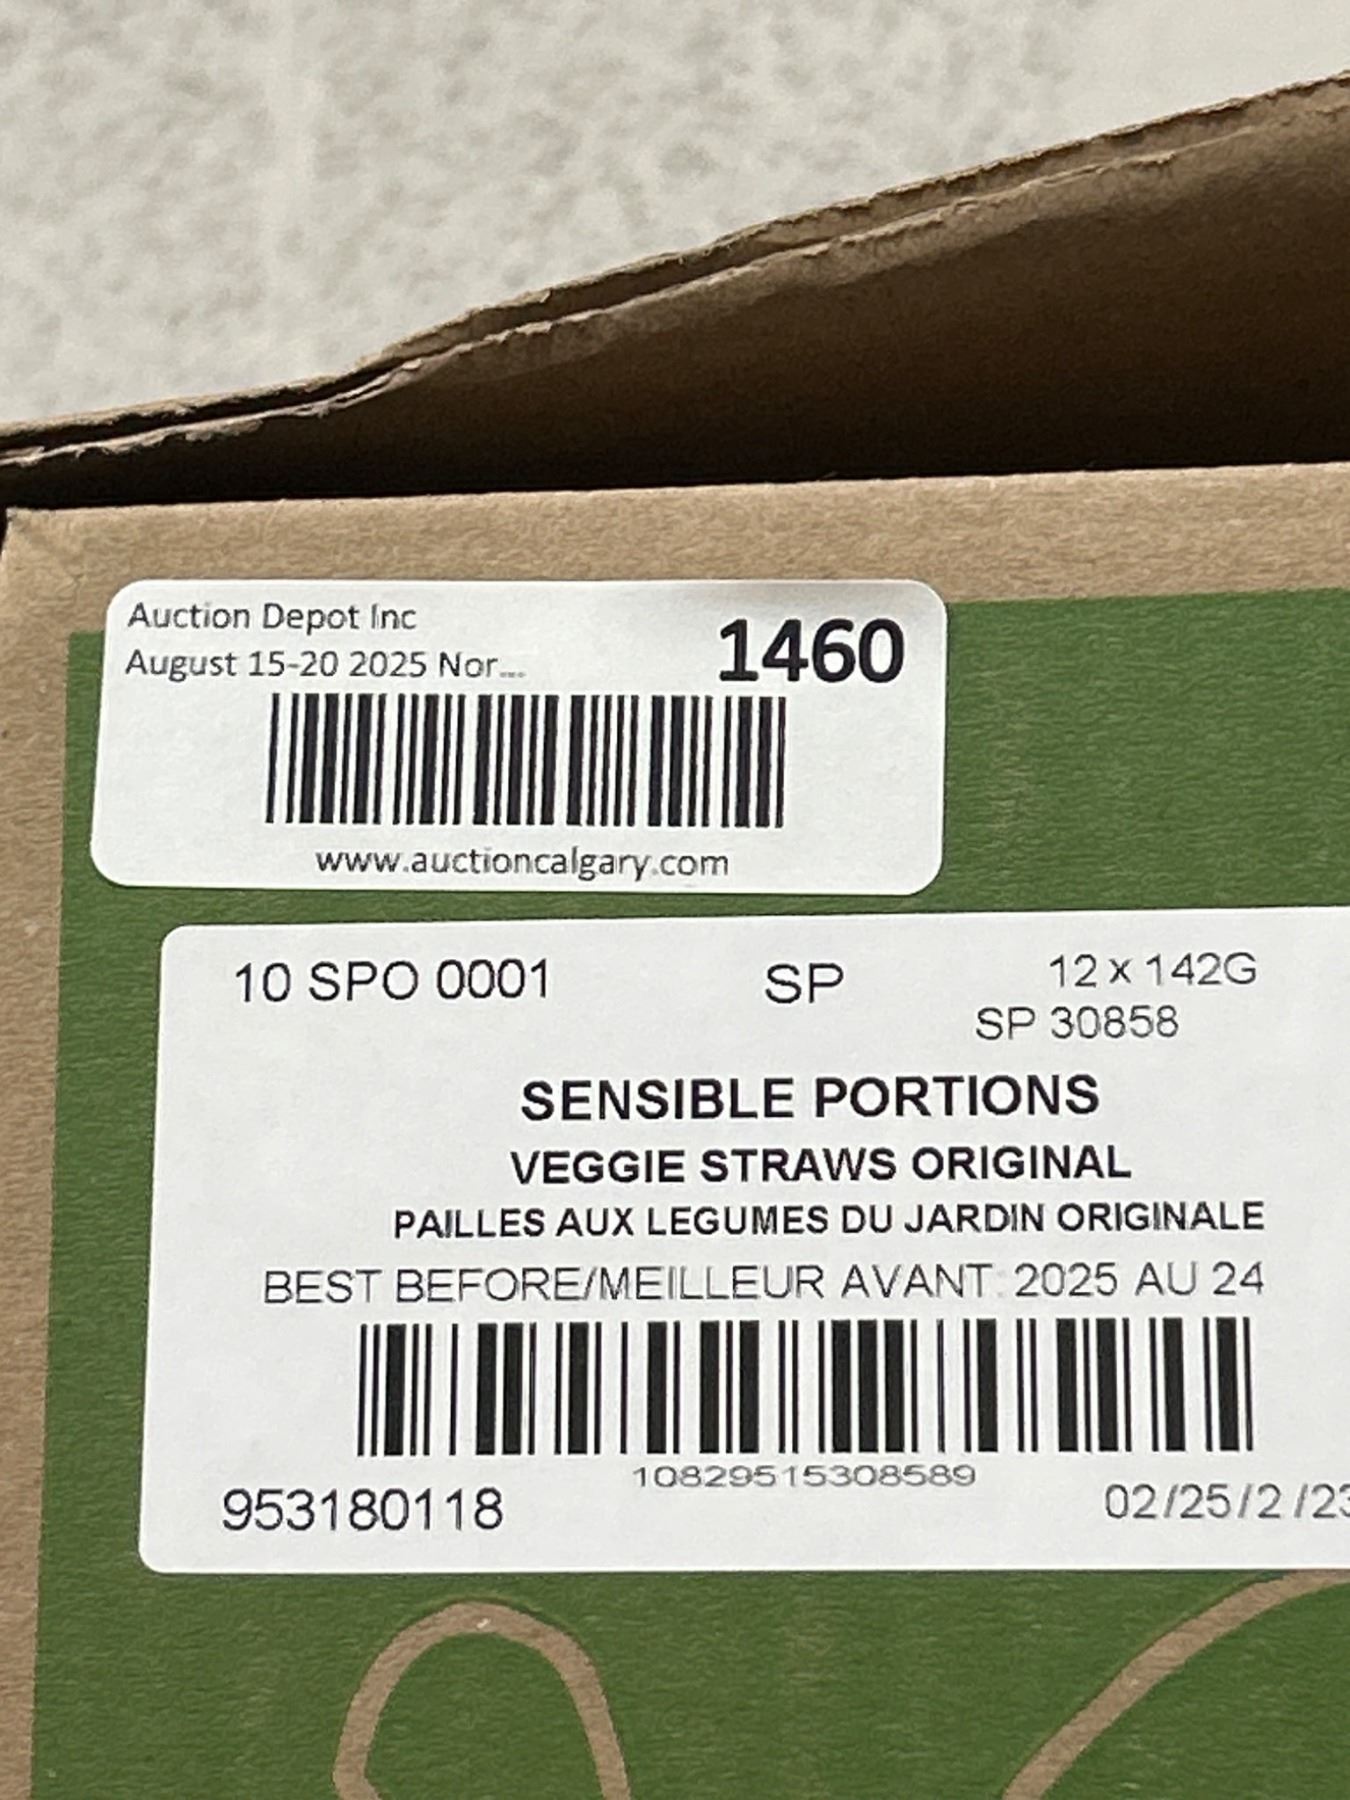 Auction Depot Inc
August 15-20 2025 Nor...
1460
www.auctioncalgary.com
10 SPO 0001 SP 12 x 142G
SP 30858
SENSIBLE PORTIONS
VEGGIE STRAWS ORIGINAL
PAILLES AUX LEGUMES DU JARDIN ORIGINALE
BEST BEFORE/MEILLEUR AVANT: 2025 AU 24
10829515308589
953180118 02/25/2 /23